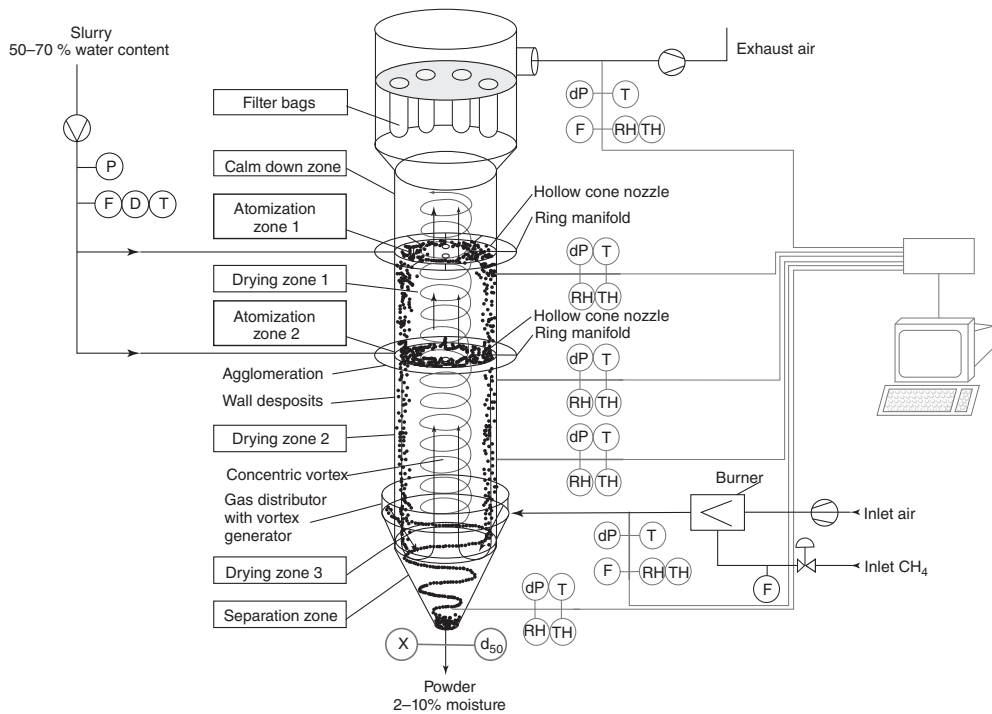 Slurry
50–70 % water content
Exhaust air
dP
T
F
RH
TH
Filter bags
P
F
D
T
Calm down zone
Hollow cone nozzle
Atomization
zone 1
Ring manifold
dP
T
Drying zone 1
RH
TH
Atomization
zone 2
Hollow cone nozzle
Ring manifold
dP
T
Agglomeration
RH
TH
Wall desposits
Drying zone 2
dP
T
Concentric vortex
RH
TH
Burner
Gas distributor
with vortex
generator
Inlet air
dP
T
Drying zone 3
F
RH
TH
Inlet CH₄
F
Separation zone
dP
T
RH
TH
X
d₅₀
Powder
2–10% moisture